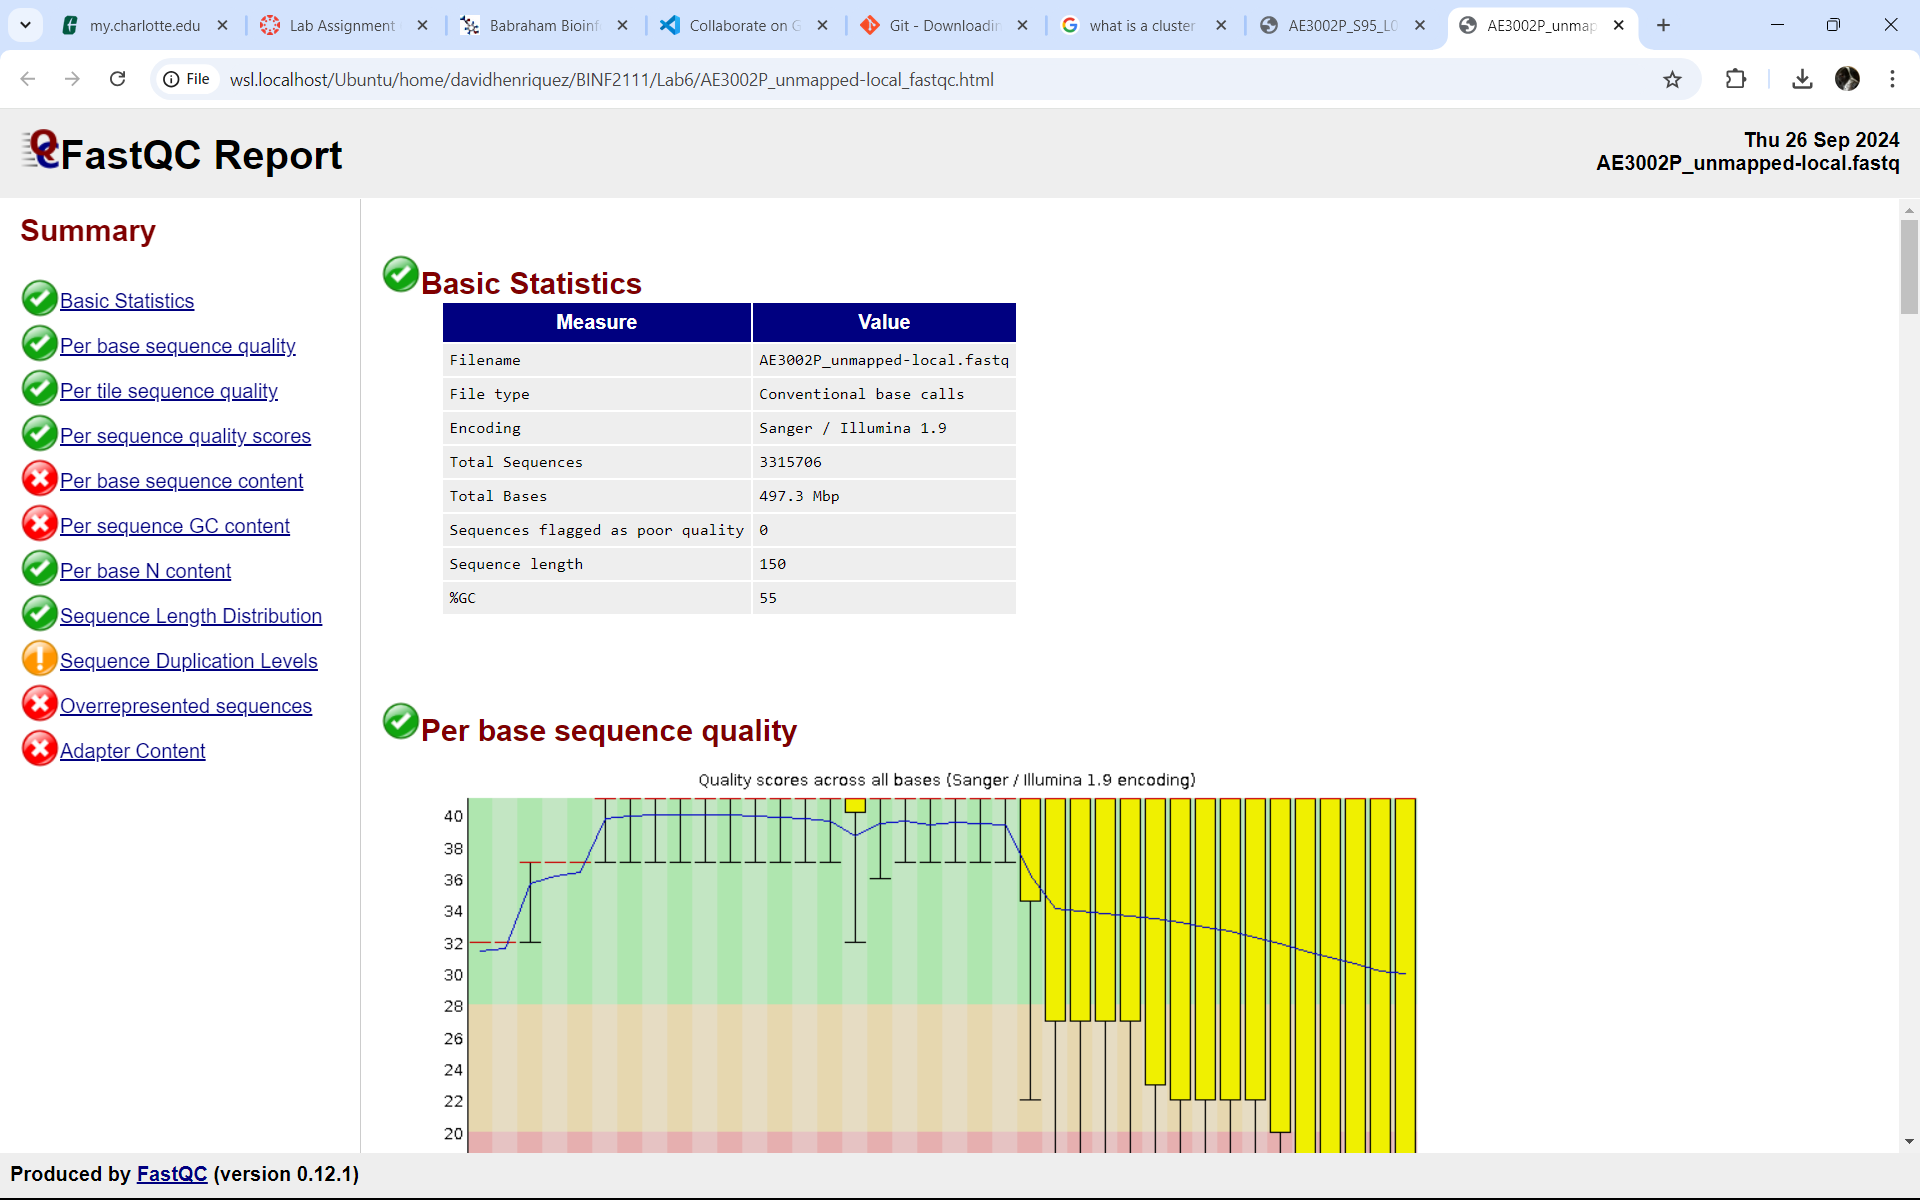 my.charlotte.edu
Lab Assignment
Babraham Bioinf
Collaborate on G
Git - Downloadin
what is a cluster
AE3002P_S95_L0
AE3002P_unmap
File
wsl.localhost/Ubuntu/home/davidhenriquez/BINF2111/Lab6/AE3002P_unmapped-local_fastqc.html
FastQC Report
Thu 26 Sep 2024
AE3002P_unmapped-local.fastq
Summary
Basic Statistics
Per base sequence quality
Per tile sequence quality
Per sequence quality scores
Per base sequence content
Per sequence GC content
Per base N content
Sequence Length Distribution
Sequence Duplication Levels
Overrepresented sequences
Adapter Content
Basic Statistics
Measure Value
Filename AE3002P_unmapped-local.fastq
File type Conventional base calls
Encoding Sanger / Illumina 1.9
Total Sequences 3315706
Total Bases 497.3 Mbp
Sequences flagged as poor quality 0
Sequence length 150
%GC 55
Per base sequence quality
Quality scores across all bases (Sanger / Illumina 1.9 encoding)
40
38
36
34
32
30
28
26
24
22
20
Produced by FastQC (version 0.12.1)